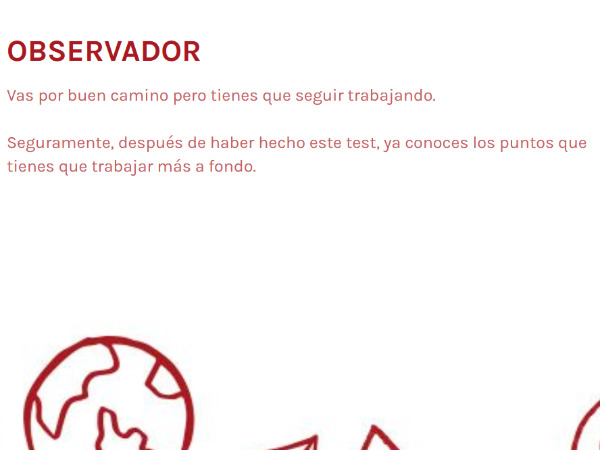 OBSERVADOR
Vas por buen camino pero tienes que seguir trabajando.
Seguramente, después de haber hecho este test, ya conoces los puntos que
tienes que trabajar más a fondo.